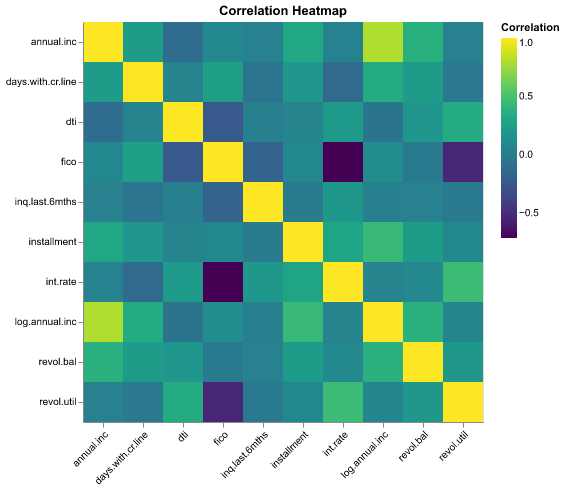 Correlation Heatmap
Correlation
annual.inc
days.with.cr.line
dti
fico
inq.last.6mths
installment
int.rate
log.annual.inc
revol.bal
revol.util
1.0
0.5
0.0
−0.5
annual.inc
days.with.cr.line
dti
fico
inq.last.6mths
installment
int.rate
log.annual.inc
revol.bal
revol.util